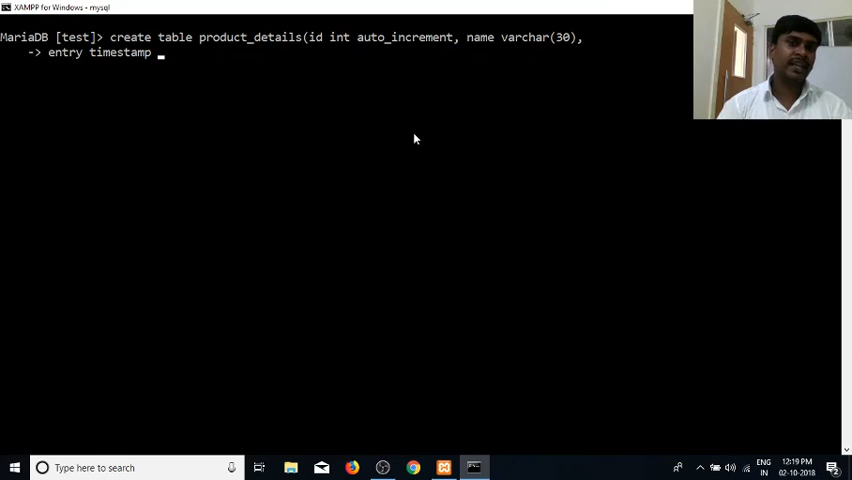 XAMPP for Windows - mysql
MariaDB [test]> create table product_details(id int auto_increment, name varchar(30),
-> entry timestamp _
Type here to search
ENG
IN
12:19 PM
02-10-2018
2